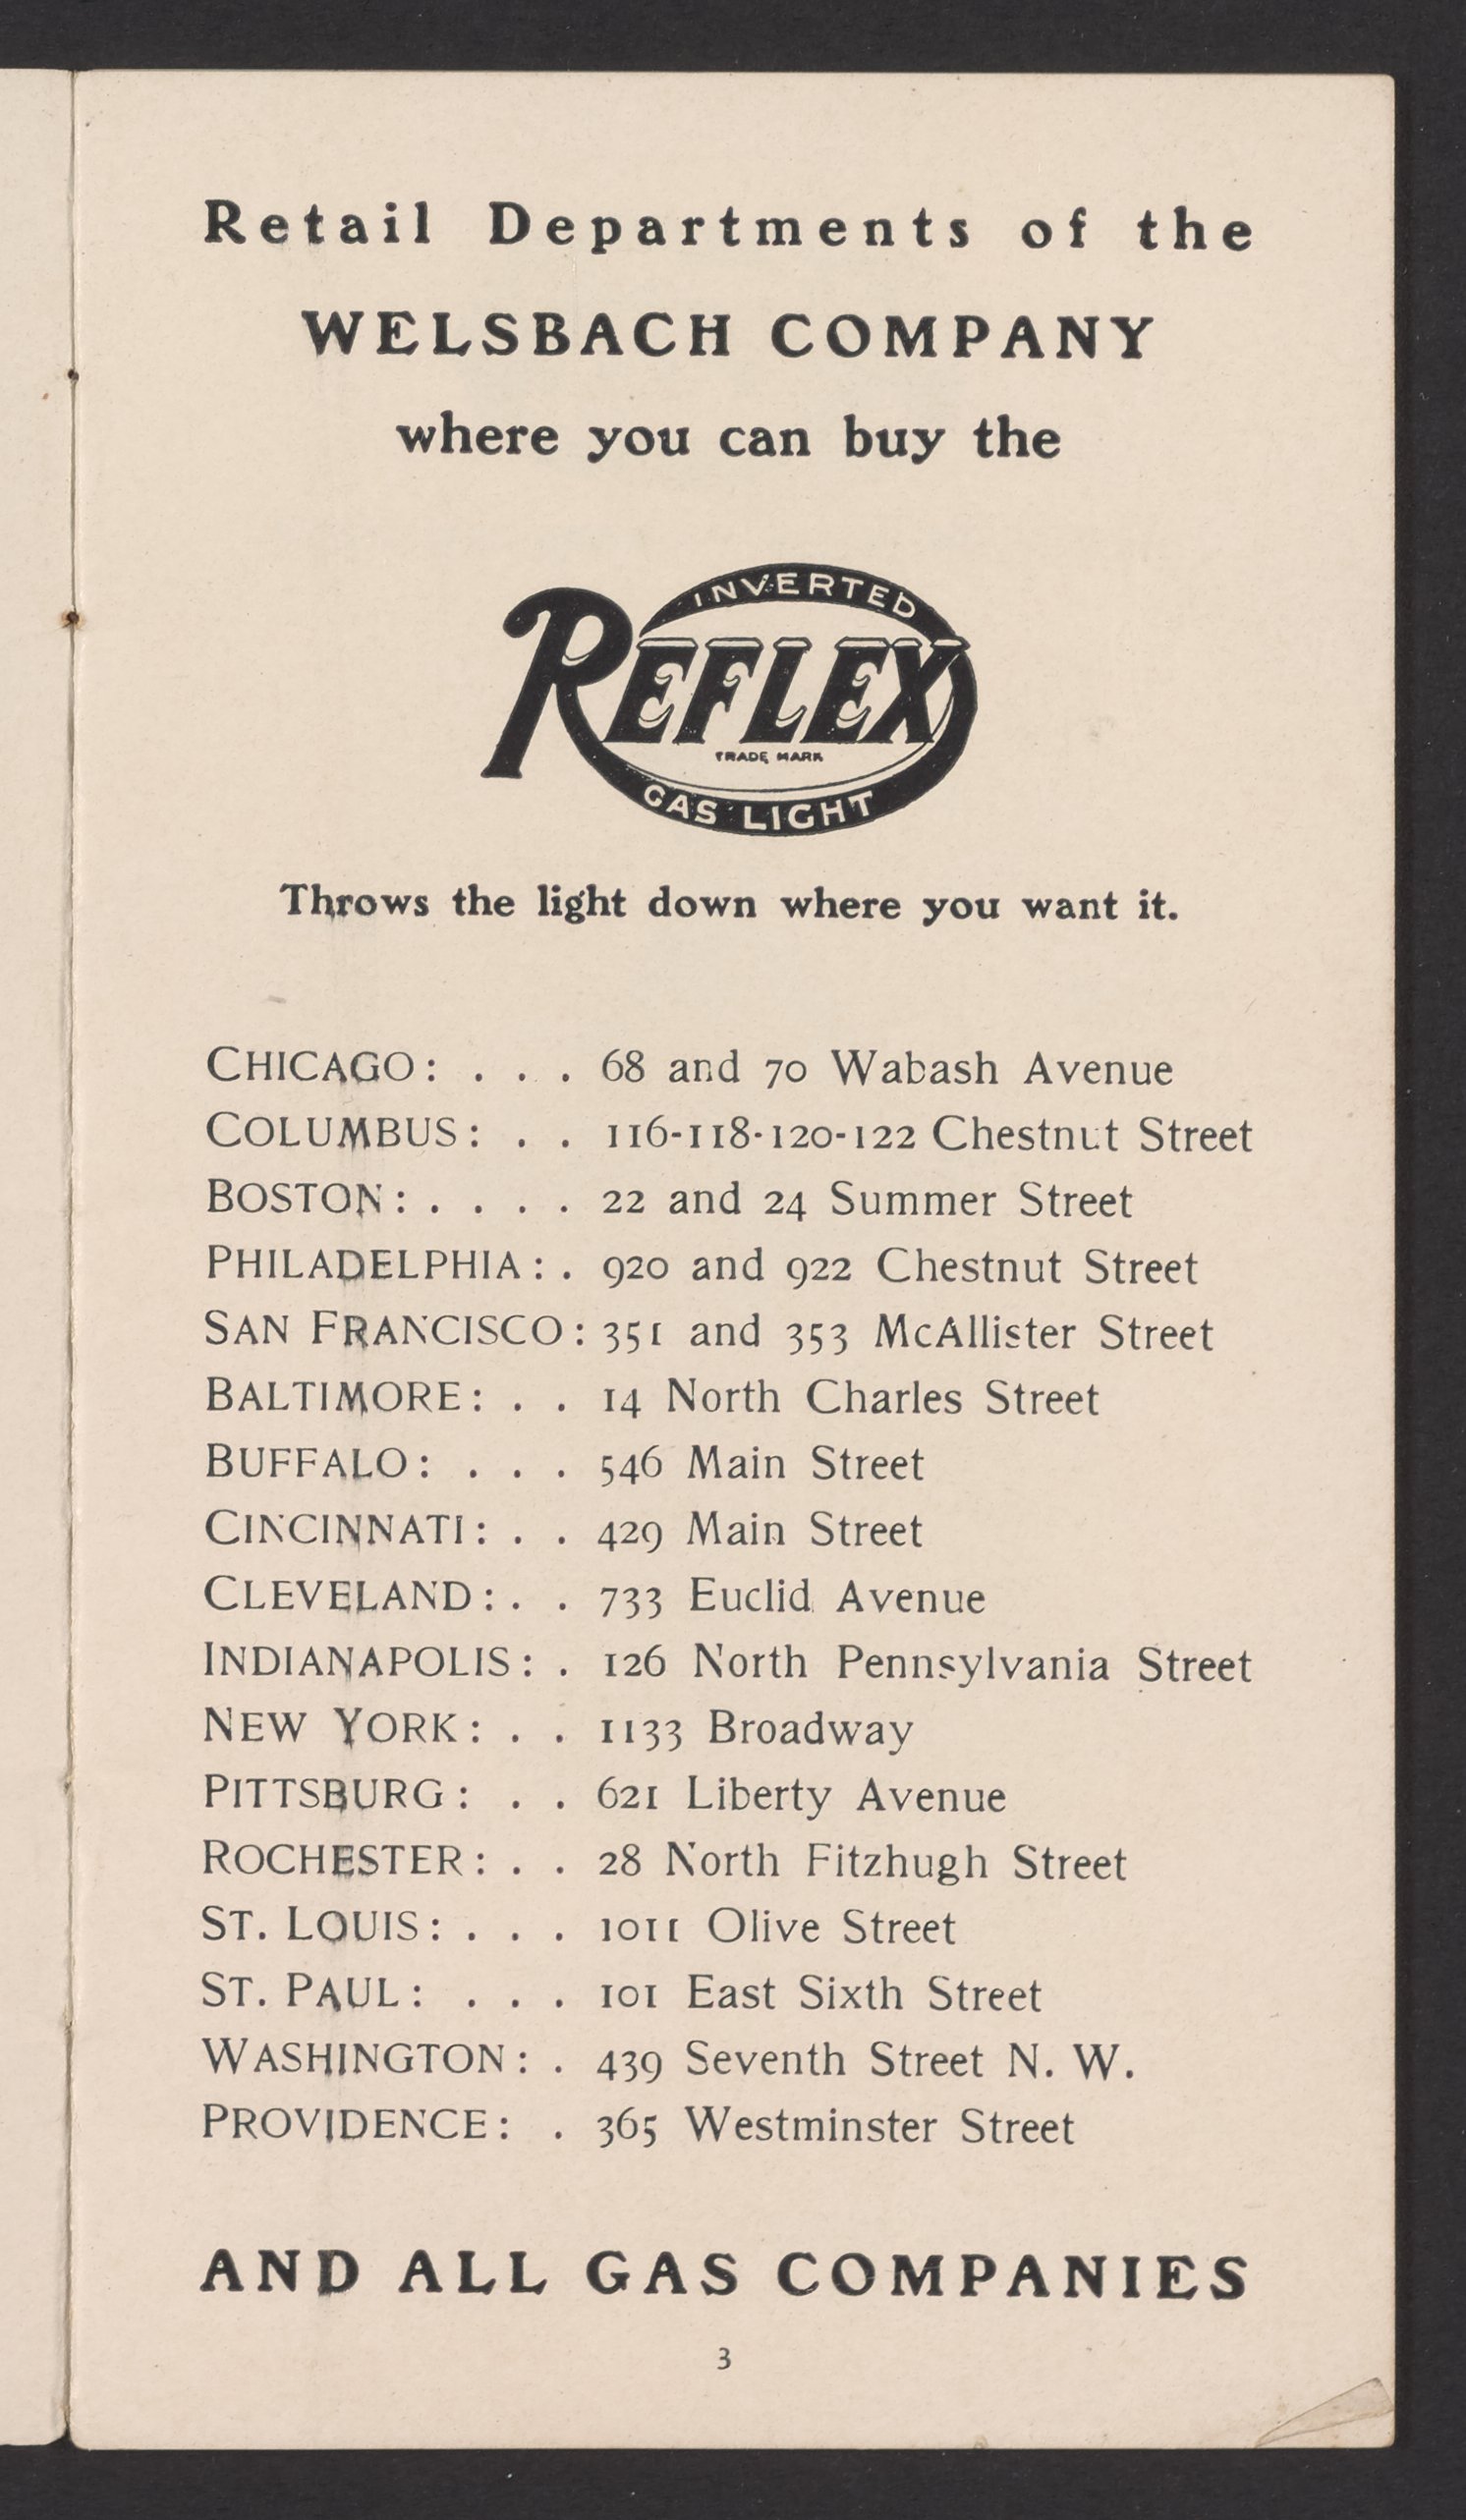 Retail Departments of the
WELSBACH COMPANY
where you can buy the
INVERTED
REFLEX
TRADE MARK
GAS LIGHT
Throws the light down where you want it.
CHICAGO: . . . 68 and 70 Wabash Avenue
COLUMBUS: . . 116-118-120-122 Chestnut Street
BOSTON: . . . . 22 and 24 Summer Street
PHILADELPHIA: . 920 and 922 Chestnut Street
SAN FRANCISCO: 351 and 353 McAllister Street
BALTIMORE: . . 14 North Charles Street
BUFFALO: . . . 546 Main Street
CINCINNATI: . . 429 Main Street
CLEVELAND: . . 733 Euclid Avenue
INDIANAPOLIS: . 126 North Pennsylvania Street
NEW YORK: . . 1133 Broadway
PITTSBURG: . . 621 Liberty Avenue
ROCHESTER: . . 28 North Fitzhugh Street
ST. LOUIS: . . . 1011 Olive Street
ST. PAUL: . . . 101 East Sixth Street
WASHINGTON: . 439 Seventh Street N. W.
PROVIDENCE: . 365 Westminster Street
AND ALL GAS COMPANIES
3